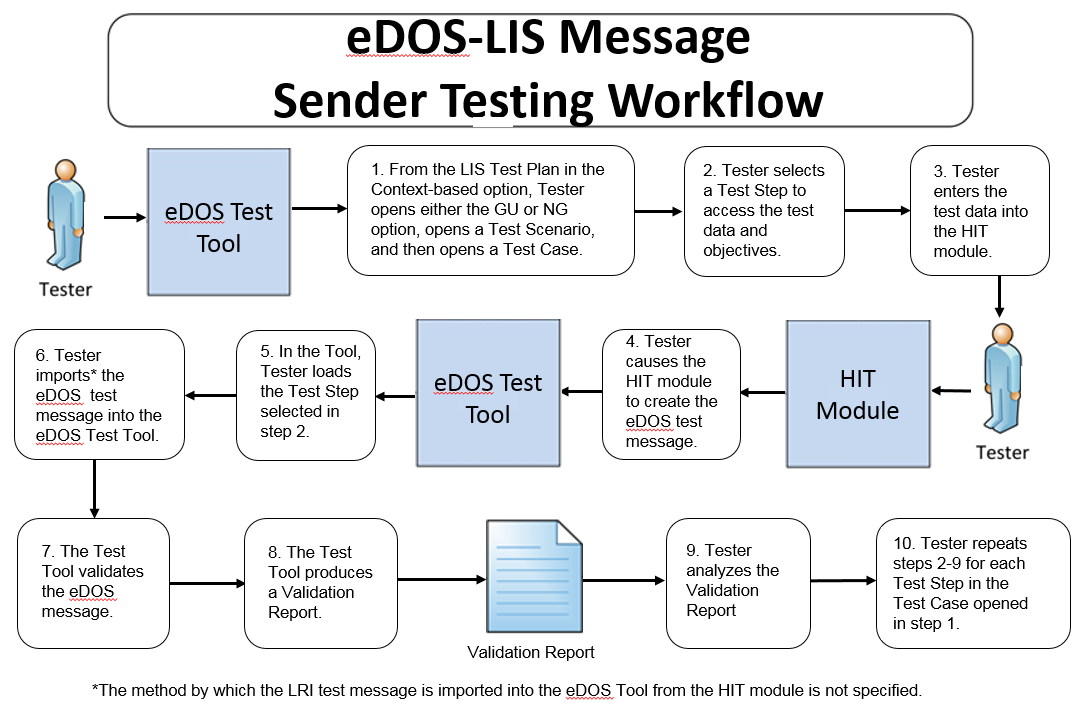 eDOS-LIS Message
Sender Testing Workflow
Tester
eDOS Test
Tool
1. From the LIS Test Plan in the
Context-based option, Tester
opens either the GU or NG
option, opens a Test Scenario,
and then opens a Test Case.
2. Tester selects
a Test Step to
access the test
data and
objectives.
3. Tester
enters the
test data into
the HIT
module.
Tester
HIT
Module
4. Tester
causes the
HIT module
to create the
eDOS test
message.
eDOS Test
Tool
5. In the Tool,
Tester loads
the Test Step
selected in
step 2.
6. Tester
imports* the
eDOS test
message into the
eDOS Test Tool.
7. The Test
Tool validates
the eDOS
message.
8. The Test
Tool produces
a Validation
Report.
Validation Report
9. Tester
analyzes the
Validation
Report
10. Tester repeats
steps 2-9 for each
Test Step in the
Test Case opened
in step 1.
*The method by which the LRI test message is imported into the eDOS Tool from the HIT module is not specified.